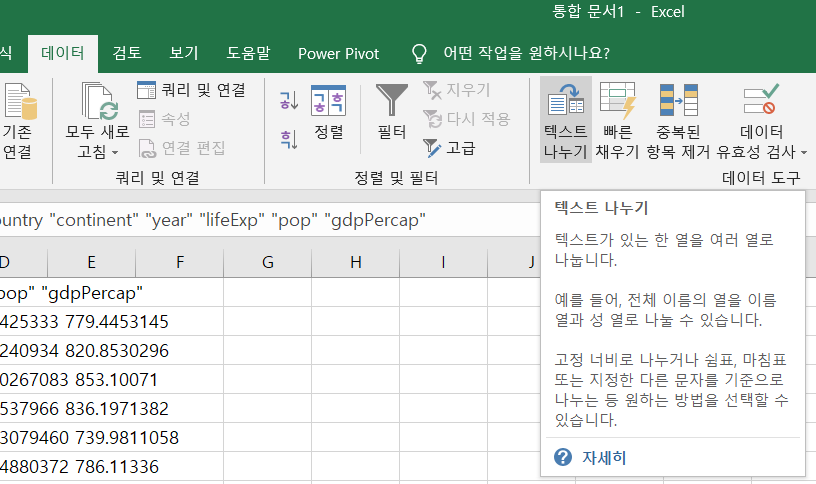 통합 문서1 - Excel
식 데이터 검토 보기 도움말 Power Pivot 어떤 작업을 원하시나요?
기존
연결
모두 새로
고침
쿼리 및 연결
속성
연결 편집
쿼리 및 연결
정렬
필터
지우기
다시 적용
고급
정렬 및 필터
텍스트
나누기
빠른
채우기
중복된
항목 제거
데이터
유효성 검사
데이터 도구
untry "continent" "year" "lifeExp" "pop" "gdpPercap"
D E F G H I J
pop" "gdpPercap"
425333 779.4453145
240934 820.8530296
0267083 853.10071
537966 836.1971382
3079460 739.9811058
4880372 786.11336
텍스트 나누기
텍스트가 있는 한 열을 여러 열로
나눕니다.
예를 들어, 전체 이름의 열을 이름
열과 성 열로 나눌 수 있습니다.
고정 너비로 나누거나 쉼표, 마침표
또는 지정한 다른 문자를 기준으로
나누는 등 원하는 방법을 선택할 수
있습니다.
자세히